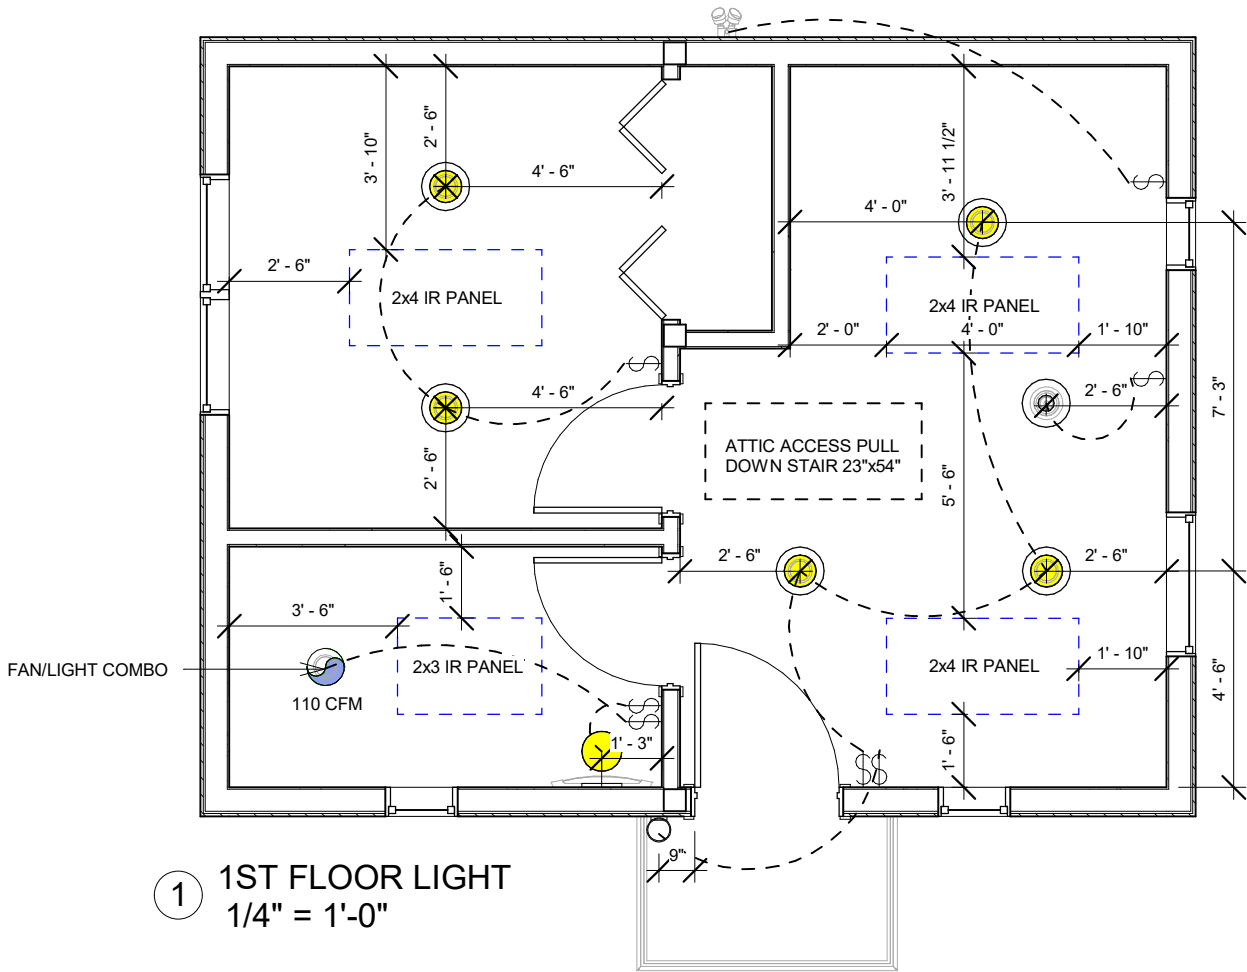 2' - 6"
3' - 10"
4' - 6"
3' - 11 1/2"
$
4' - 0"
2' - 6"
2x4 IR PANEL
2x4 IR PANEL
2' - 0"
4' - 0"
1' - 10"
$
$
4' - 6"
2' - 6"
7' - 3"
ATTIC ACCESS PULL
DOWN STAIR 23"x54"
2' - 6"
5' - 6"
2' - 6"
2' - 6"
1' - 6"
3' - 6"
FAN/LIGHT COMBO
2x3 IR PANEL
2x4 IR PANEL
1' - 10"
4' - 6"
110 CFM
$
$
1' - 3"
1' - 6"
$$
9"
1
1ST FLOOR LIGHT
1/4" = 1'-0"